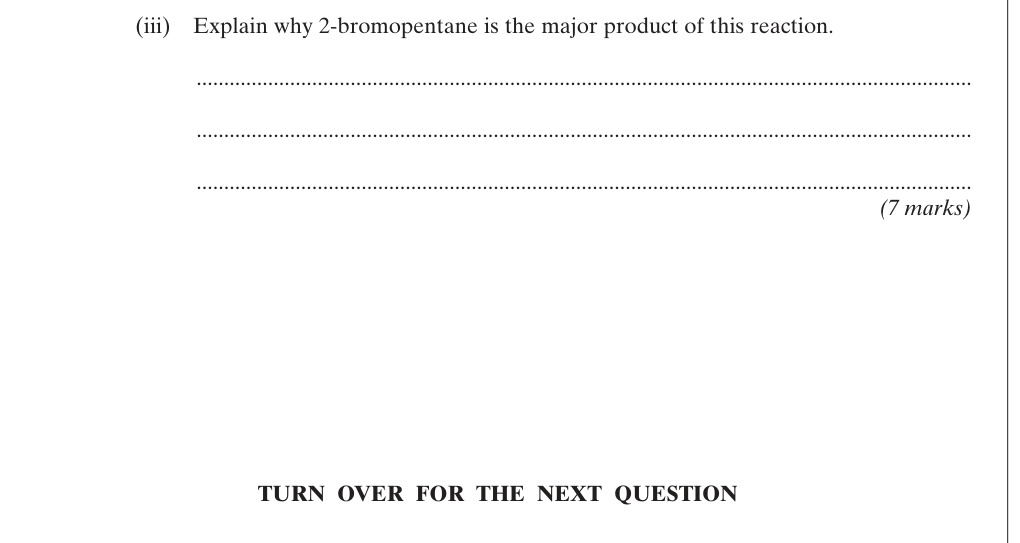 (iii) Explain why 2-bromopentane is the major product of this reaction.
................................................................................................................................................
................................................................................................................................................
................................................................................................................................................
(7 marks)
TURN OVER FOR THE NEXT QUESTION